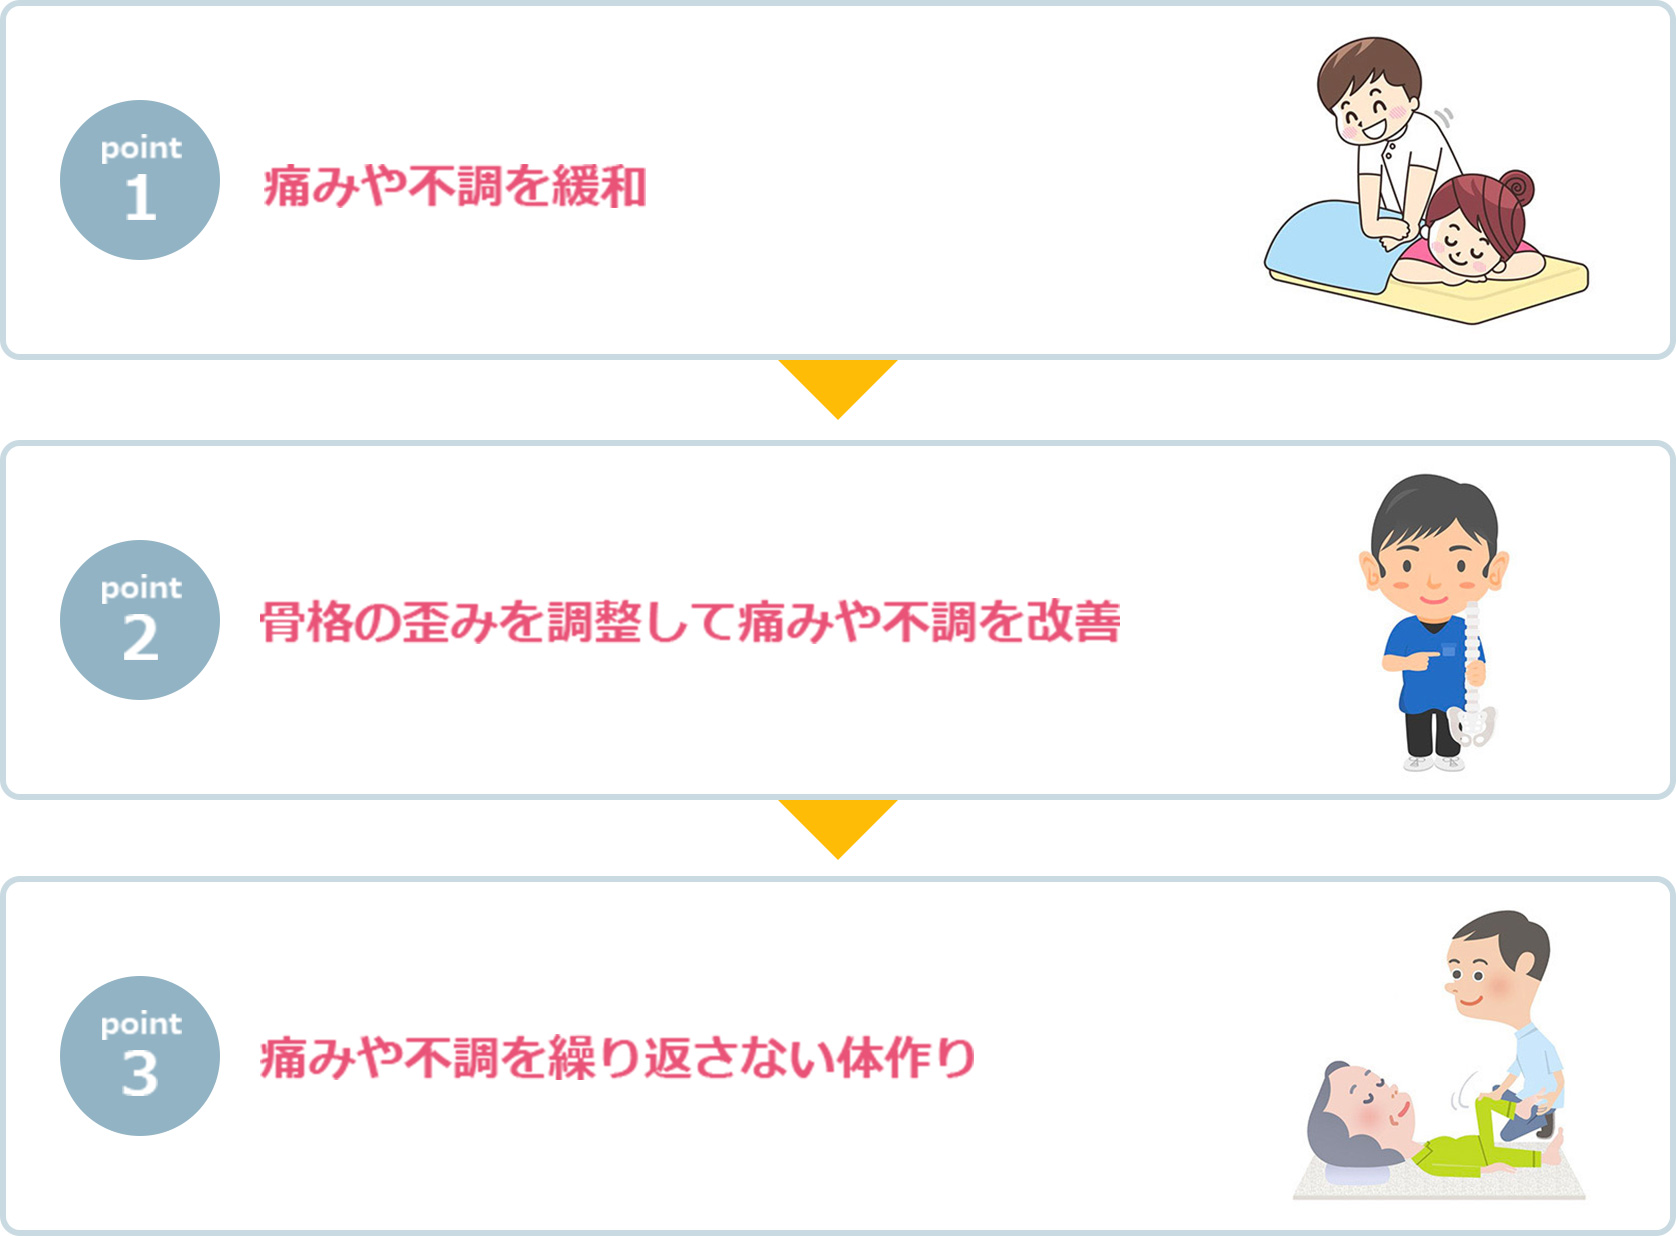 point
1
痛みや不調を緩和
point
2
骨格の歪みを調整して痛みや不調を改善
point
3
痛みや不調を繰り返さない体作り